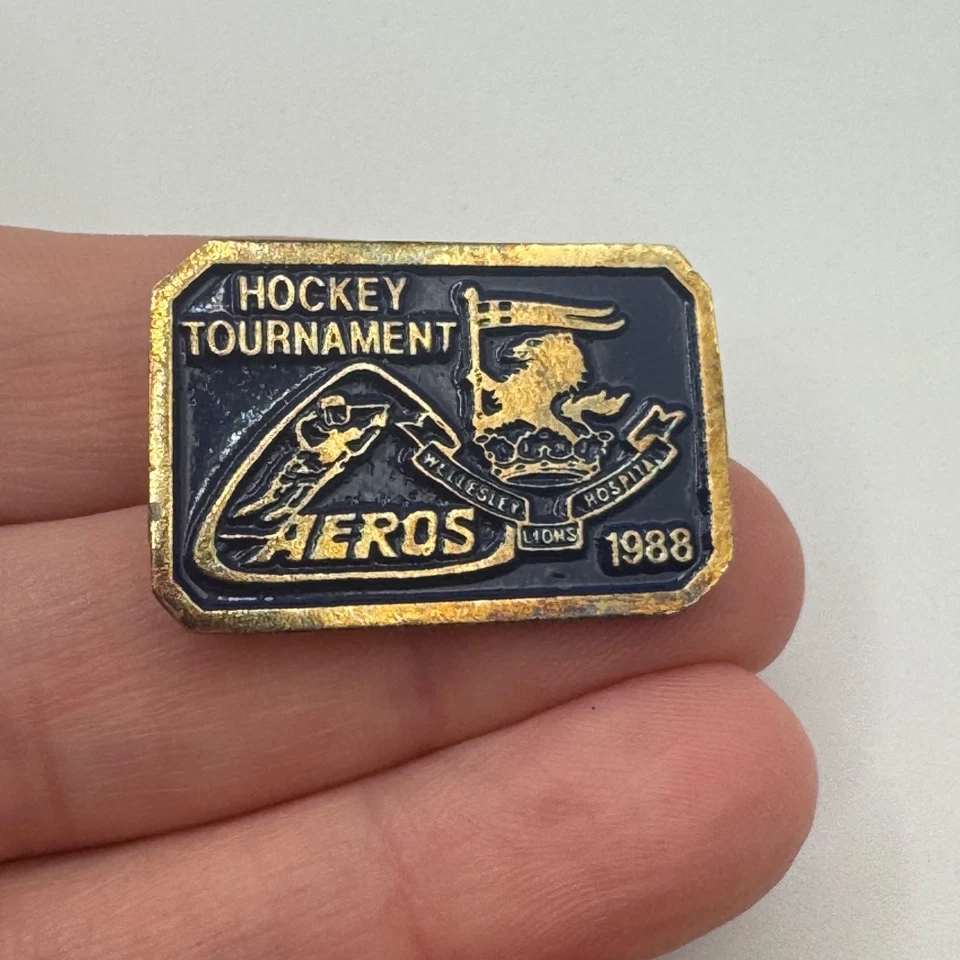 HOCKEY
TOURNAMENT
AEROS
WELLESLEY
LIONS
HOSPITAL
1988